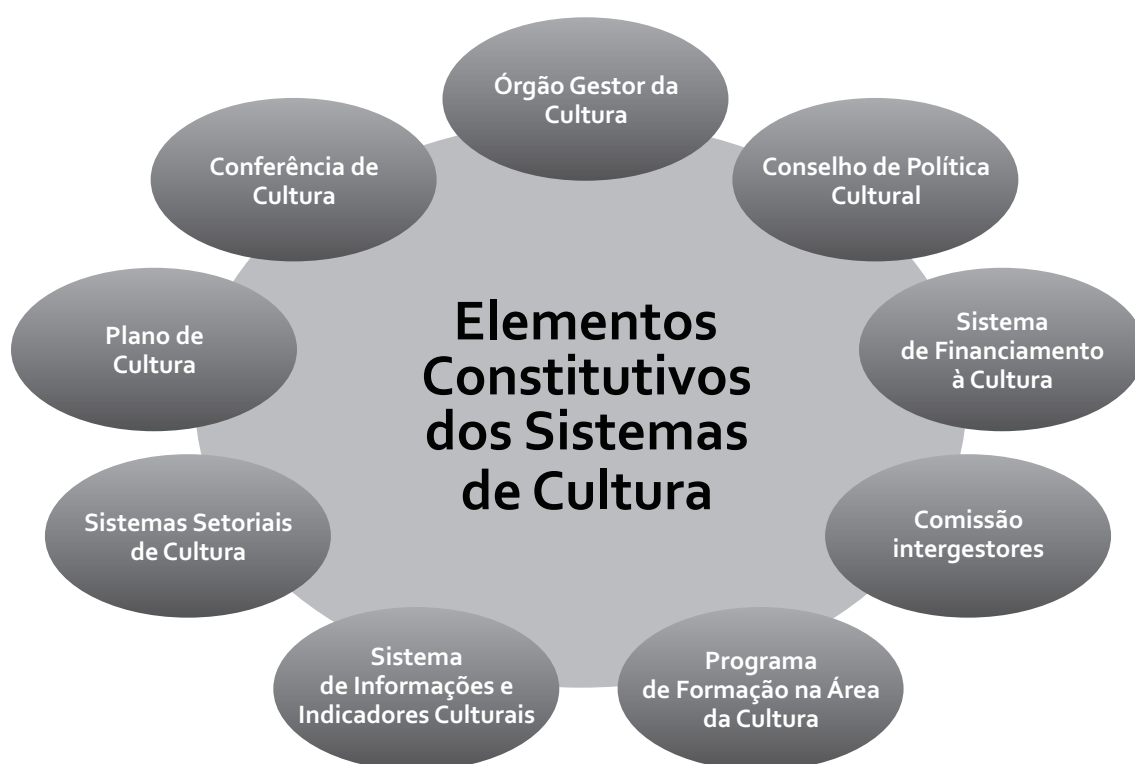 Órgão Gestor da
Cultura
Conferência de
Cultura
Conselho de Política
Cultural
Plano de
Cultura
Elementos
Constitutivos
dos Sistemas
de Cultura
Sistema
de Financiamento
à Cultura
Sistemas Setoriais
de Cultura
Comissão
intergestores
Sistema
de Informações e
Indicadores Culturais
Programa
de Formação na Área
da Cultura